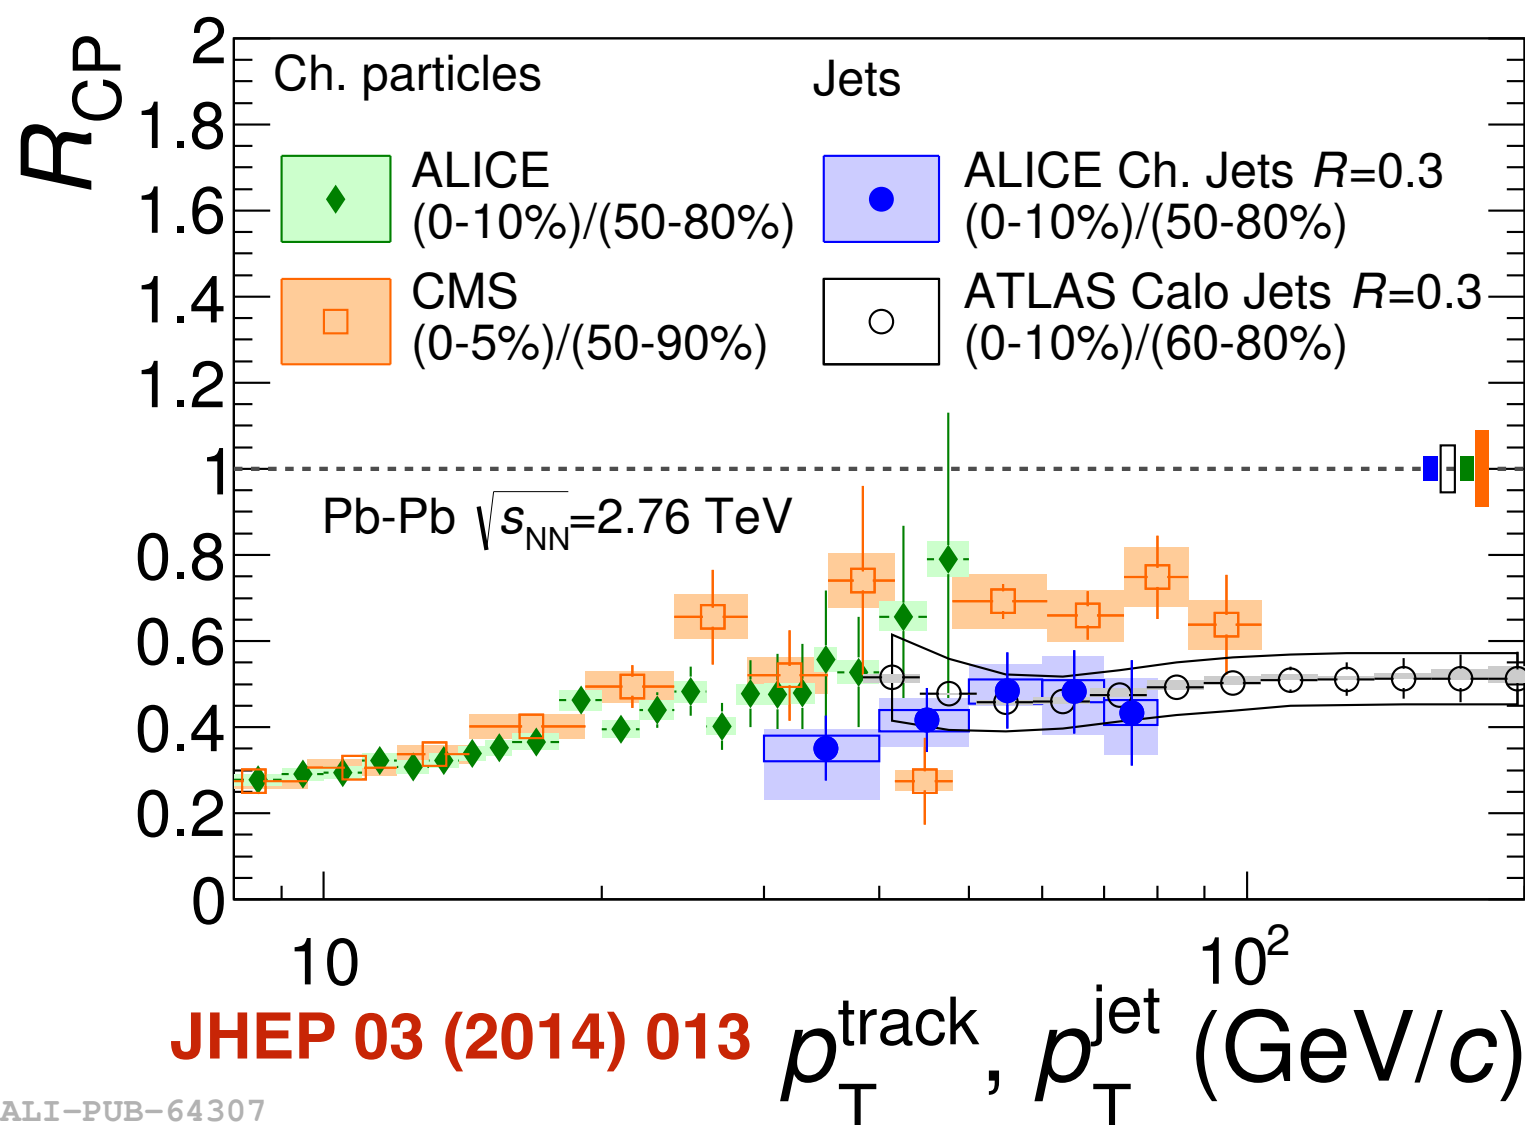 R_CP
2
1.8
1.6
1.4
1.2
1
0.8
0.6
0.4
0.2
0
Ch. particles
ALICE
(0-10%)/(50-80%)
CMS
(0-5%)/(50-90%)
Jets
ALICE Ch. Jets R=0.3
(0-10%)/(50-80%)
ATLAS Calo Jets R=0.3
(0-10%)/(60-80%)
Pb-Pb √s_NN=2.76 TeV
10
10²
JHEP 03 (2014) 013
p_T^track, p_T^jet (GeV/c)
ALI-PUB-64307